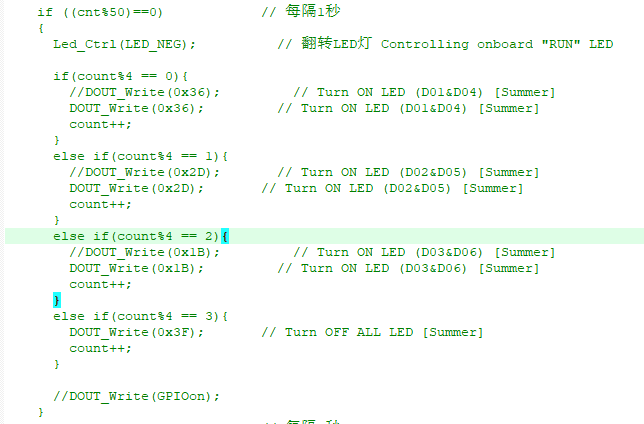 if ((cnt%50)==0) // 每隔1秒
{
Led_Ctrl(LED_NEG); // 翻转LED灯 Controlling onboard "RUN" LED
if(count%4 == 0){
//DOUT_Write(0x36); // Turn ON LED (D01&D04) [Summer]
DOUT_Write(0x36); // Turn ON LED (D01&D04) [Summer]
count++;
}
else if(count%4 == 1){
//DOUT_Write(0x2D); // Turn ON LED (D02&D05) [Summer]
DOUT_Write(0x2D); // Turn ON LED (D02&D05) [Summer]
count++;
}
else if(count%4 == 2){
//DOUT_Write(0x1B); // Turn ON LED (D03&D06) [Summer]
DOUT_Write(0x1B); // Turn ON LED (D03&D06) [Summer]
count++;
}
else if(count%4 == 3){
DOUT_Write(0x3F); // Turn OFF ALL LED [Summer]
count++;
}
//DOUT_Write(GPIOon);
}